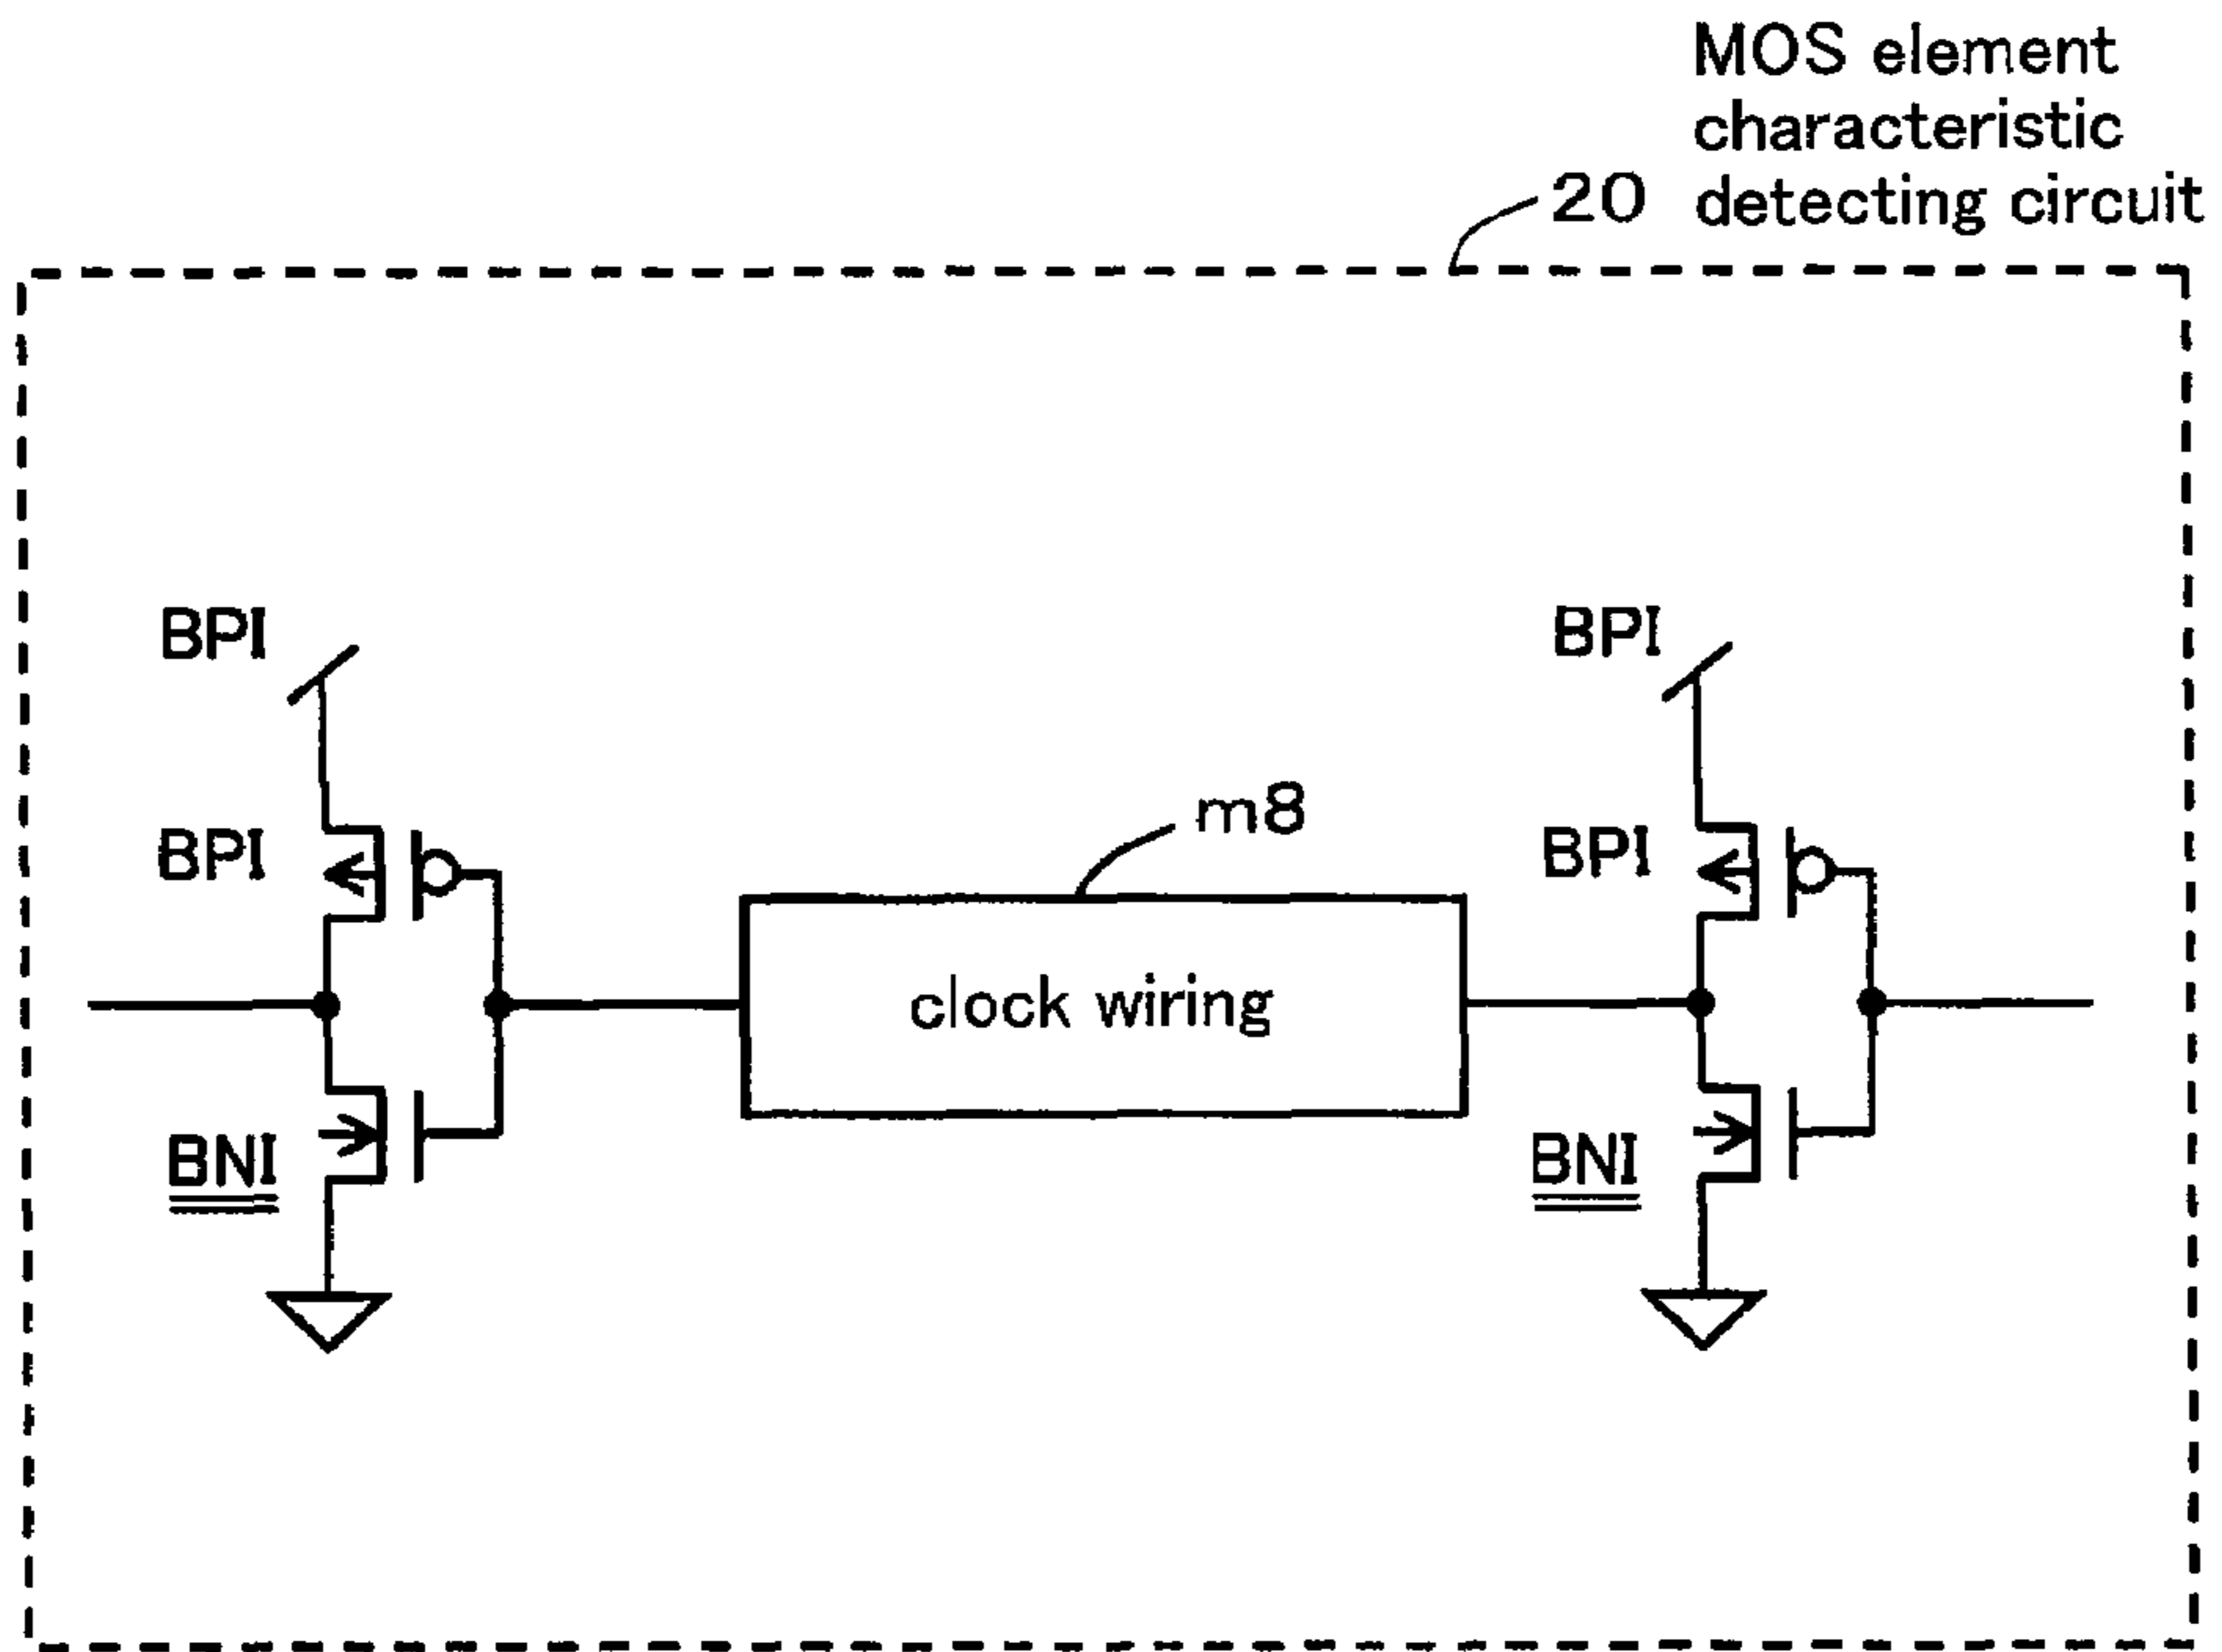 MOS element
characteristic
20 detecting circuit
BPI
BPI
m8
BPI
BPI
clock wiring
BNI
BNI